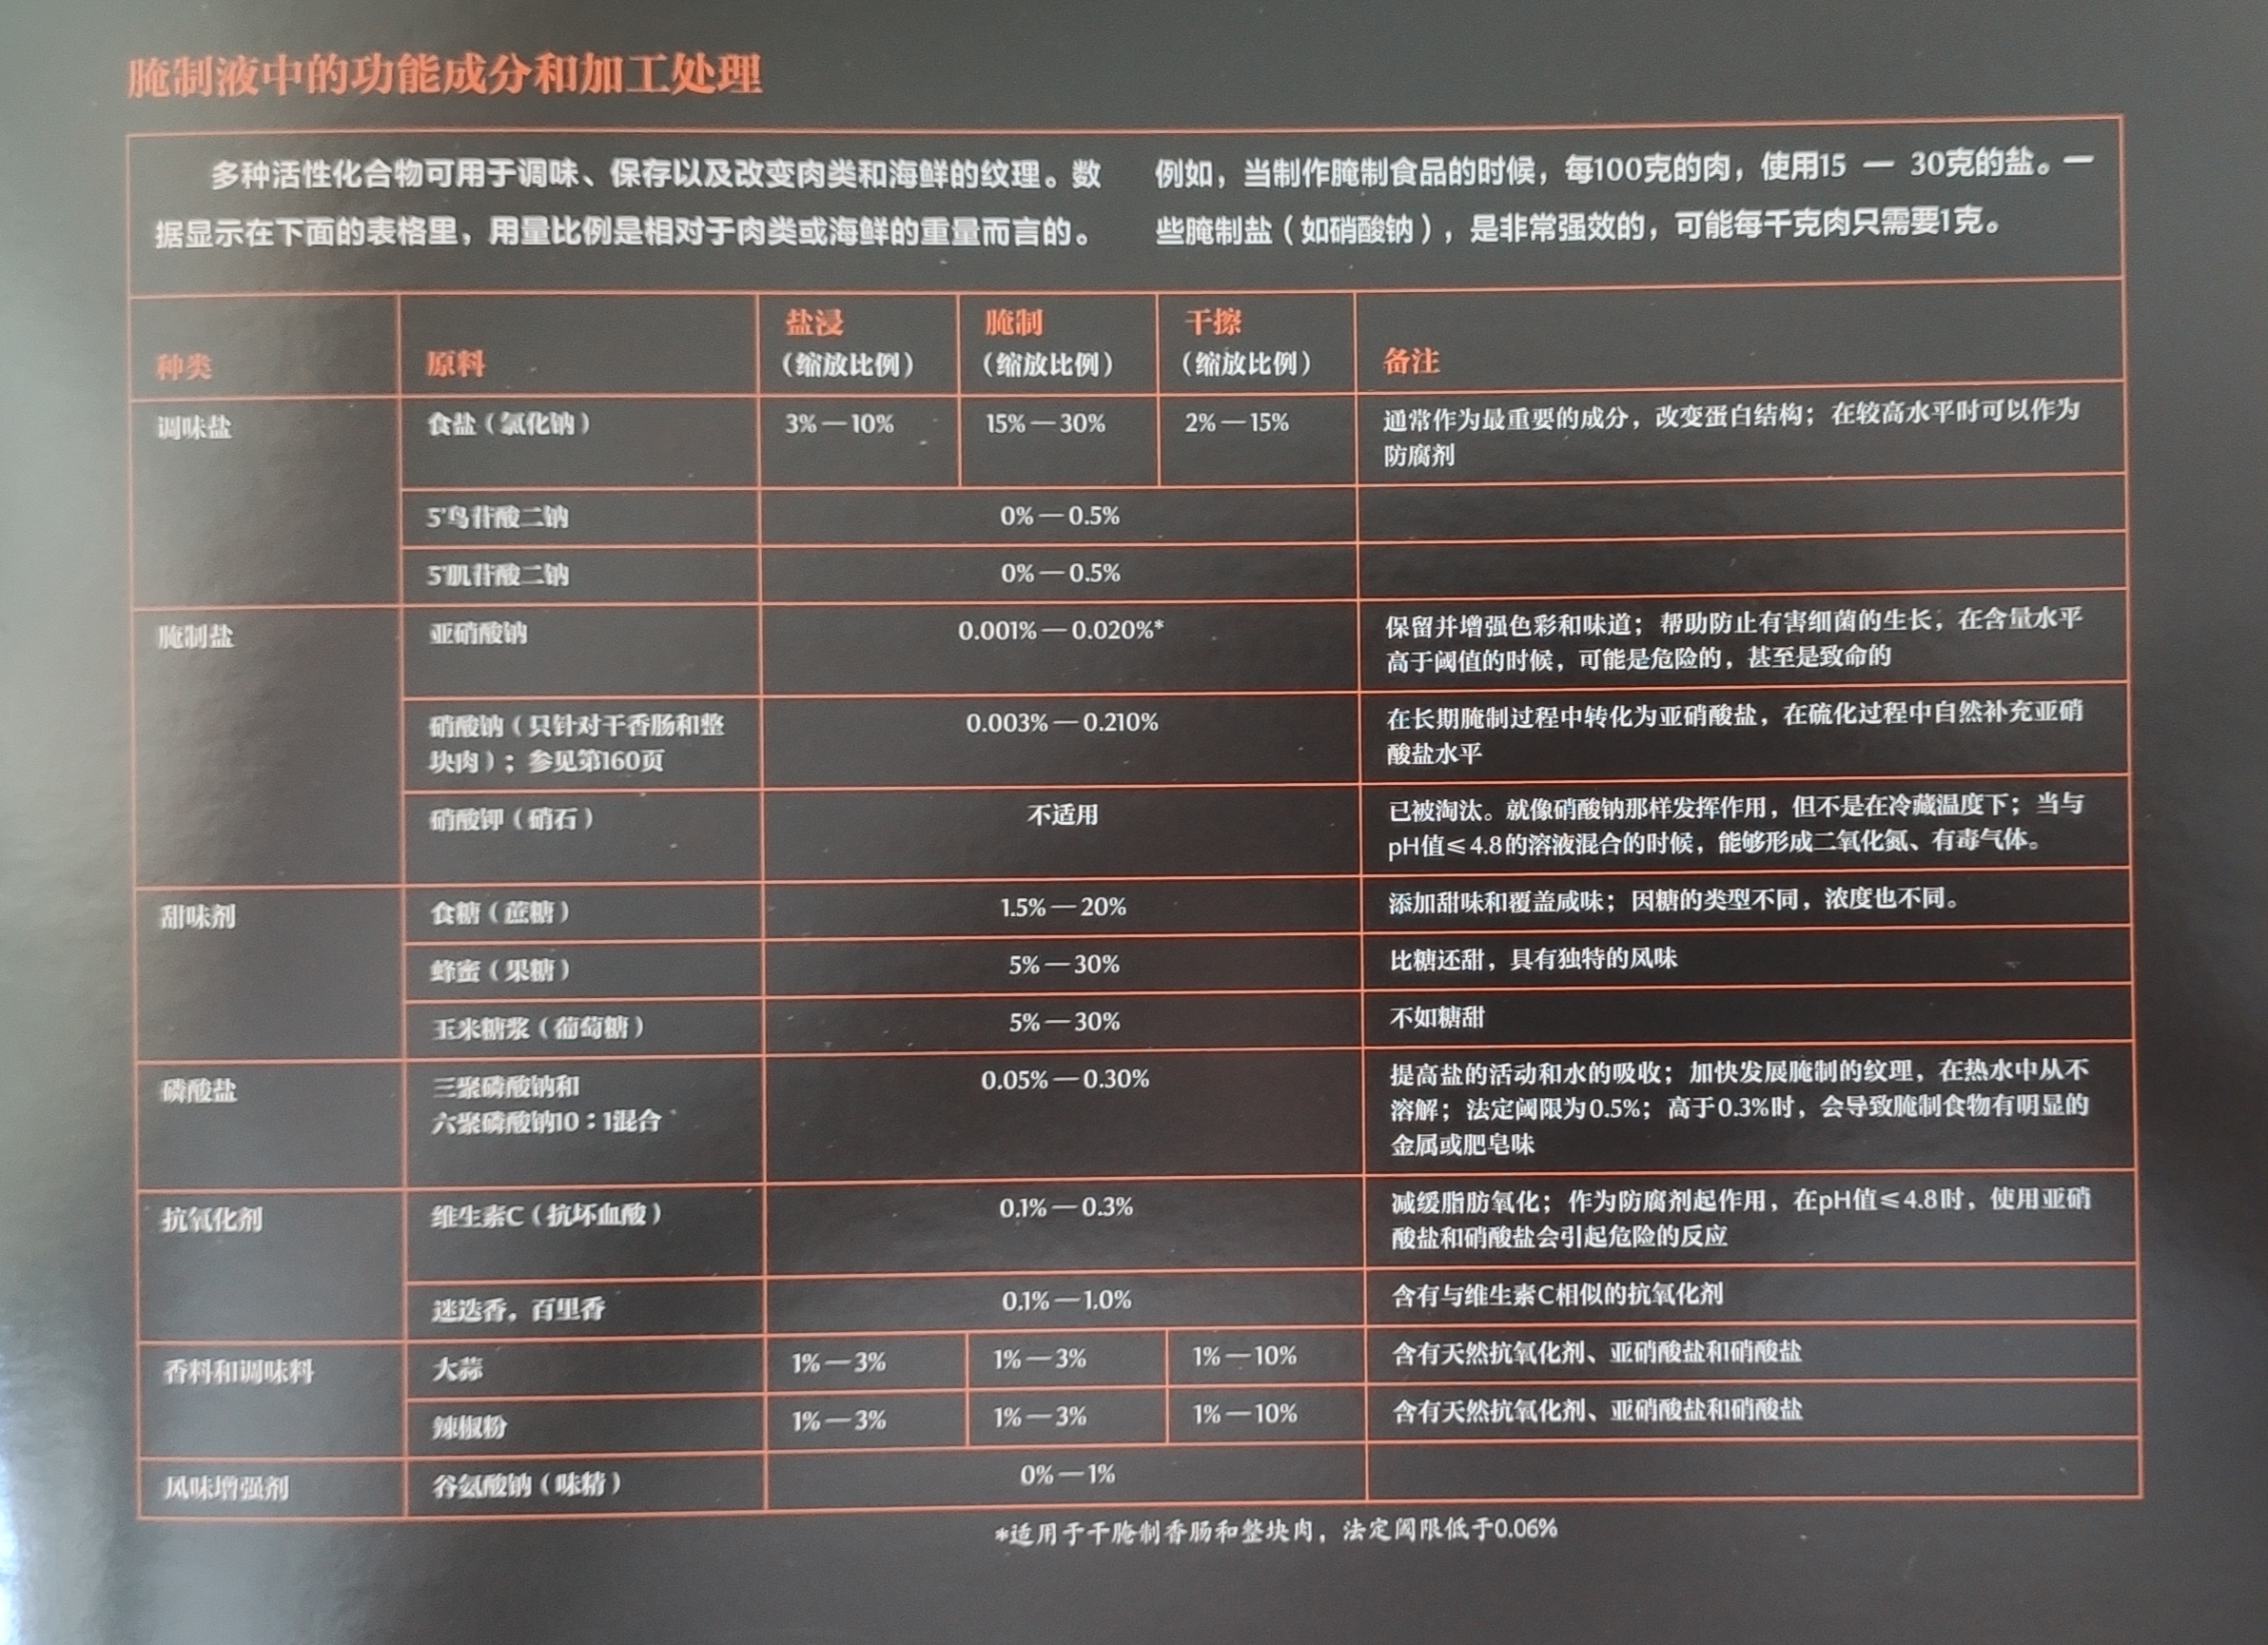 腌制液中的功能成分和加工处理
多种活性化合物可用于调味、保存以及改变肉类和海鲜的纹理。数
据显示在下面的表格里，用量比例是相对于肉类或海鲜的重量而言的。
例如，当制作腌制食品的时候，每100克的肉，使用15 — 30克的盐。一
些腌制盐（如硝酸钠），是非常强效的，可能每千克肉只需要1克。
种类 原料 盐浸（缩放比例） 腌制（缩放比例） 干擦（缩放比例） 备注
调味盐 食盐（氯化钠） 3%—10% 15%—30% 2%—15% 通常作为最重要的成分，改变蛋白结构；在较高水平时可以作为
防腐剂
5'鸟苷酸二钠 0%—0.5%
5'肌苷酸二钠 0%—0.5%
腌制盐 亚硝酸钠 0.001%—0.020%* 保留并增强色彩和味道；帮助防止有害细菌的生长，在含量水平
高于阈值的时候，可能是危险的，甚至是致命的
硝酸钠（只针对干香肠和整
块肉）；参见第160页
0.003%—0.210%
在长期腌制过程中转化为亚硝酸盐，在硫化过程中自然补充亚硝
酸盐水平
硝酸钾（硝石） 不适用 已被淘汰。就像硝酸钠那样发挥作用，但不是在冷藏温度下；当与
pH值≤4.8的溶液混合的时候，能够形成二氧化氮、有毒气体。
甜味剂 食糖（蔗糖） 1.5%—20% 添加甜味和覆盖咸味；因糖的类型不同，浓度也不同。
蜂蜜（果糖） 5%—30% 比糖还甜，具有独特的风味
玉米糖浆（葡萄糖） 5%—30% 不如糖甜
磷酸盐 三聚磷酸钠和
六聚磷酸钠10：1混合
0.05%—0.30%
提高盐的活动和水的吸收；加快发展腌制的纹理，在热水中从不
溶解；法定阈限为0.5%；高于0.3%时，会导致腌制食物有明显的
金属或肥皂味
抗氧化剂 维生素C（抗坏血酸） 0.1%—0.3% 减缓脂肪氧化；作为防腐剂起作用，在pH值≤4.8时，使用亚硝
酸盐和硝酸盐会引起危险的反应
迷迭香，百里香 0.1%—1.0% 含有与维生素C相似的抗氧化剂
香料和调味料 大蒜 1%—3% 1%—3% 1%—10% 含有天然抗氧化剂、亚硝酸盐和硝酸盐
辣椒粉 1%—3% 1%—3% 1%—10% 含有天然抗氧化剂、亚硝酸盐和硝酸盐
风味增强剂 谷氨酸钠（味精） 0%—1%
*适用于干腌制香肠和整块肉，法定阈限低于0.06%